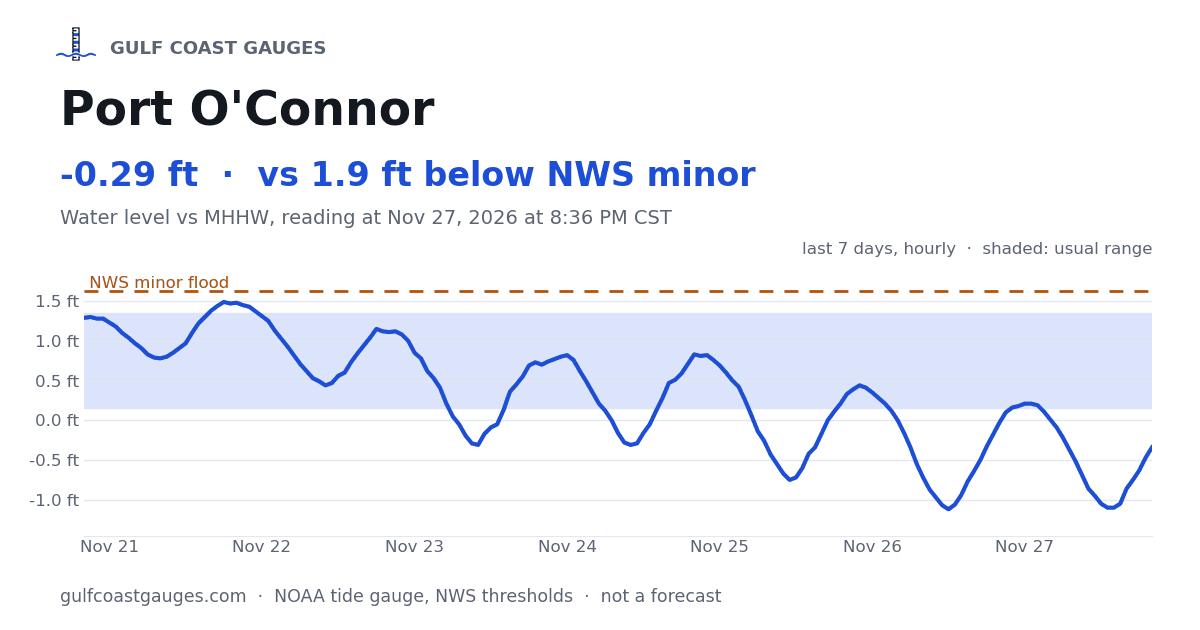 GULF COAST GAUGES
Port O'Connor
-0.29 ft · vs 1.9 ft below NWS minor
Water level vs MHHW, reading at Nov 27, 2026 at 8:36 PM CST
last 7 days, hourly · shaded: usual range
NWS minor flood
1.5 ft
1.0 ft
0.5 ft
0.0 ft
-0.5 ft
-1.0 ft
Nov 21 Nov 22 Nov 23 Nov 24 Nov 25 Nov 26 Nov 27
gulfcoastgauges.com · NOAA tide gauge, NWS thresholds · not a forecast